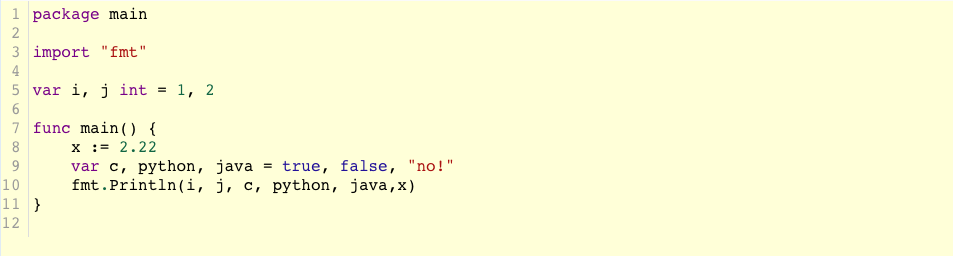 1 package main
2
3 import "fmt"
4
5 var i, j int = 1, 2
6
7 func main() {
8     x := 2.22
9     var c, python, java = true, false, "no!"
10     fmt.Println(i, j, c, python, java,x)
11 }
12